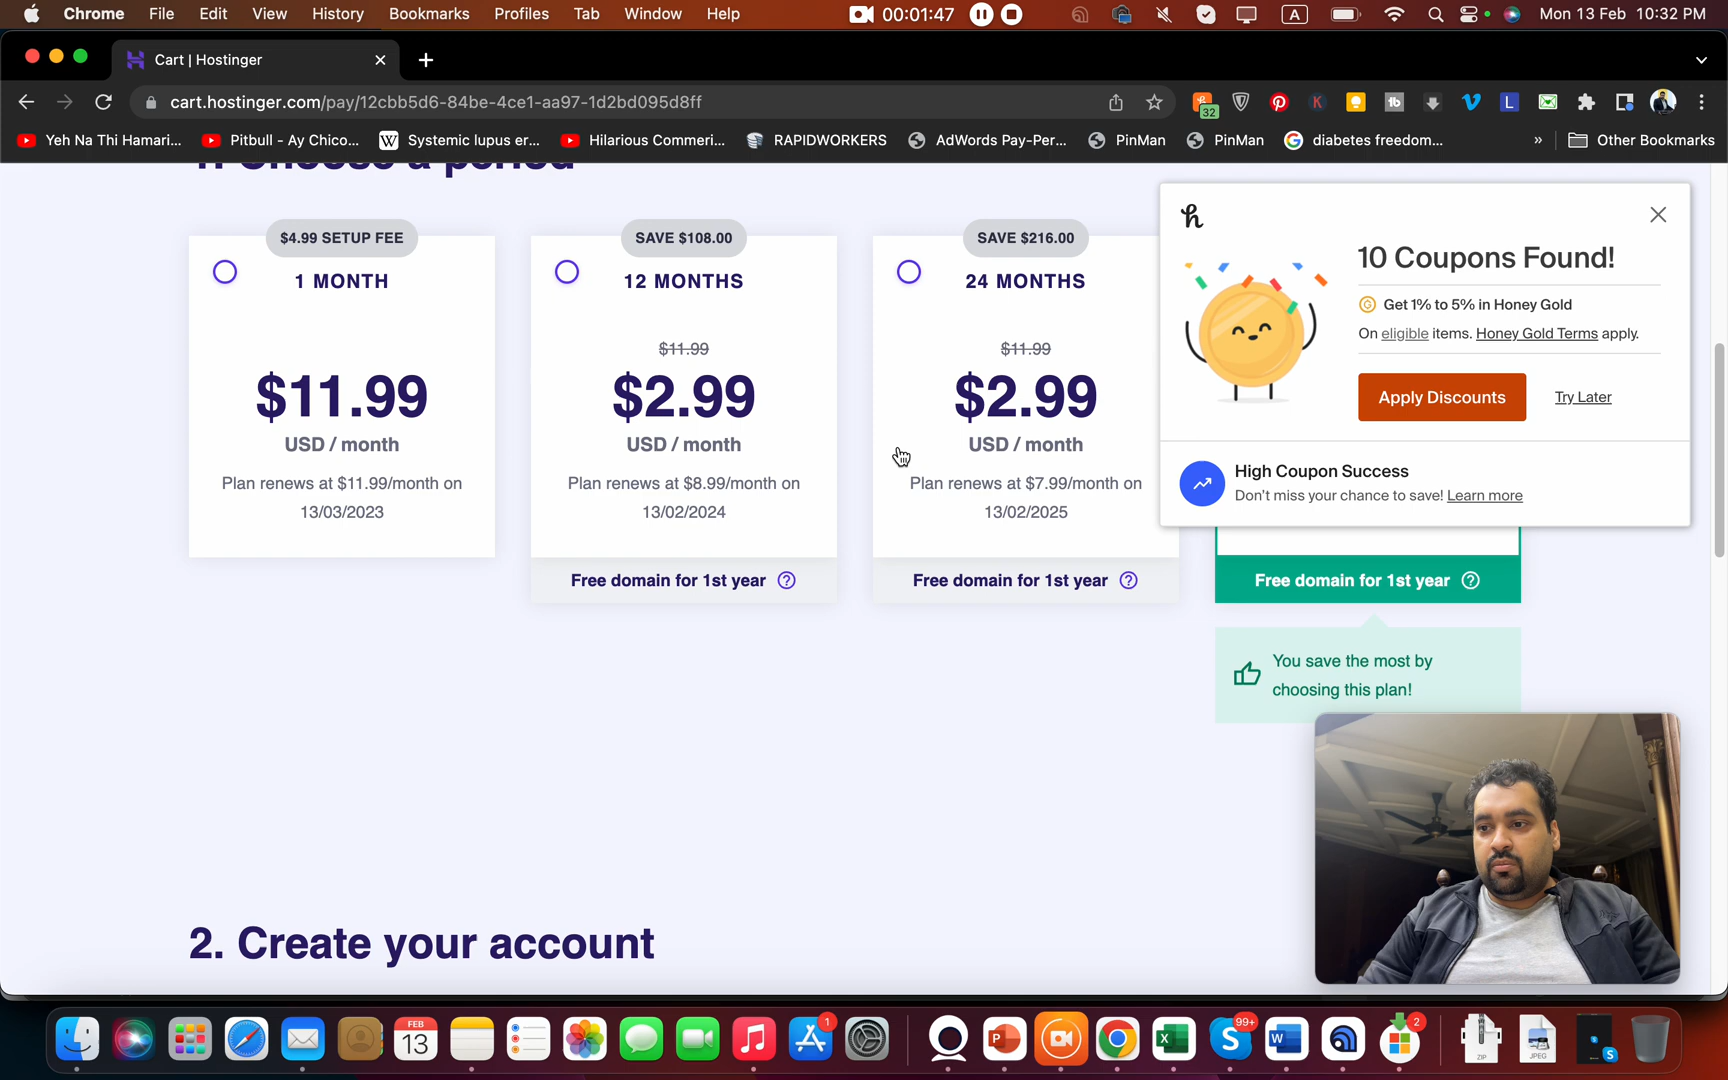 Chrome File Edit View History Bookmarks Profiles Tab Window Help 00:01:47 A Mon 13 Feb 10:32 PM
Cart | Hostinger
cart.hostinger.com/pay/12cbb5d6-84be-4ce1-aa97-1d2bd095d8ff
32
Yeh Na Thi Hamari... Pitbull - Ay Chico... Systemic lupus er... Hilarious Commeri... RAPIDWORKERS AdWords Pay-Per... PinMan PinMan diabetes freedom... » Other Bookmarks
1. Choose a period
$4.99 SETUP FEE
1 MONTH
$11.99
USD / month
Plan renews at $11.99/month on
13/03/2023
SAVE $108.00
12 MONTHS
$11.99
$2.99
USD / month
Plan renews at $8.99/month on
13/02/2024
Free domain for 1st year
SAVE $216.00
24 MONTHS
$11.99
$2.99
USD / month
Plan renews at $7.99/month on
13/02/2025
Free domain for 1st year
10 Coupons Found!
Get 1% to 5% in Honey Gold
On eligible items. Honey Gold Terms apply.
Apply Discounts Try Later
High Coupon Success
Don't miss your chance to save! Learn more
Free domain for 1st year
You save the most by
choosing this plan!
2. Create your account
FEB
13
1
99+
2
ZIP
JPEG